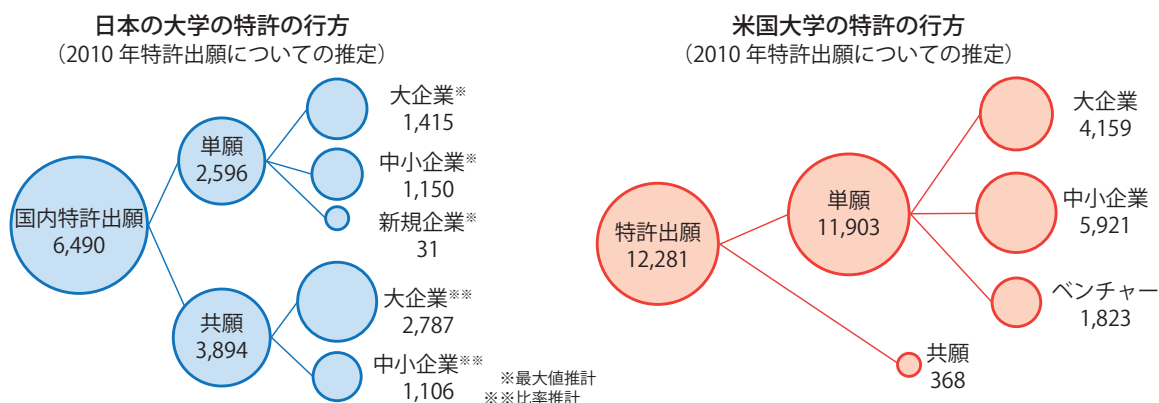 日本の大学の特許の行方
（2010 年特許出願についての推定）
国内特許出願
6,490
単願
2,596
大企業※
1,415
中小企業※
1,150
新規企業※
31
共願
3,894
大企業※※
2,787
中小企業※※
1,106
※最大値推計
※※比率推計
米国大学の特許の行方
（2010 年特許出願についての推定）
特許出願
12,281
単願
11,903
大企業
4,159
中小企業
5,921
ベンチャー
1,823
共願
368